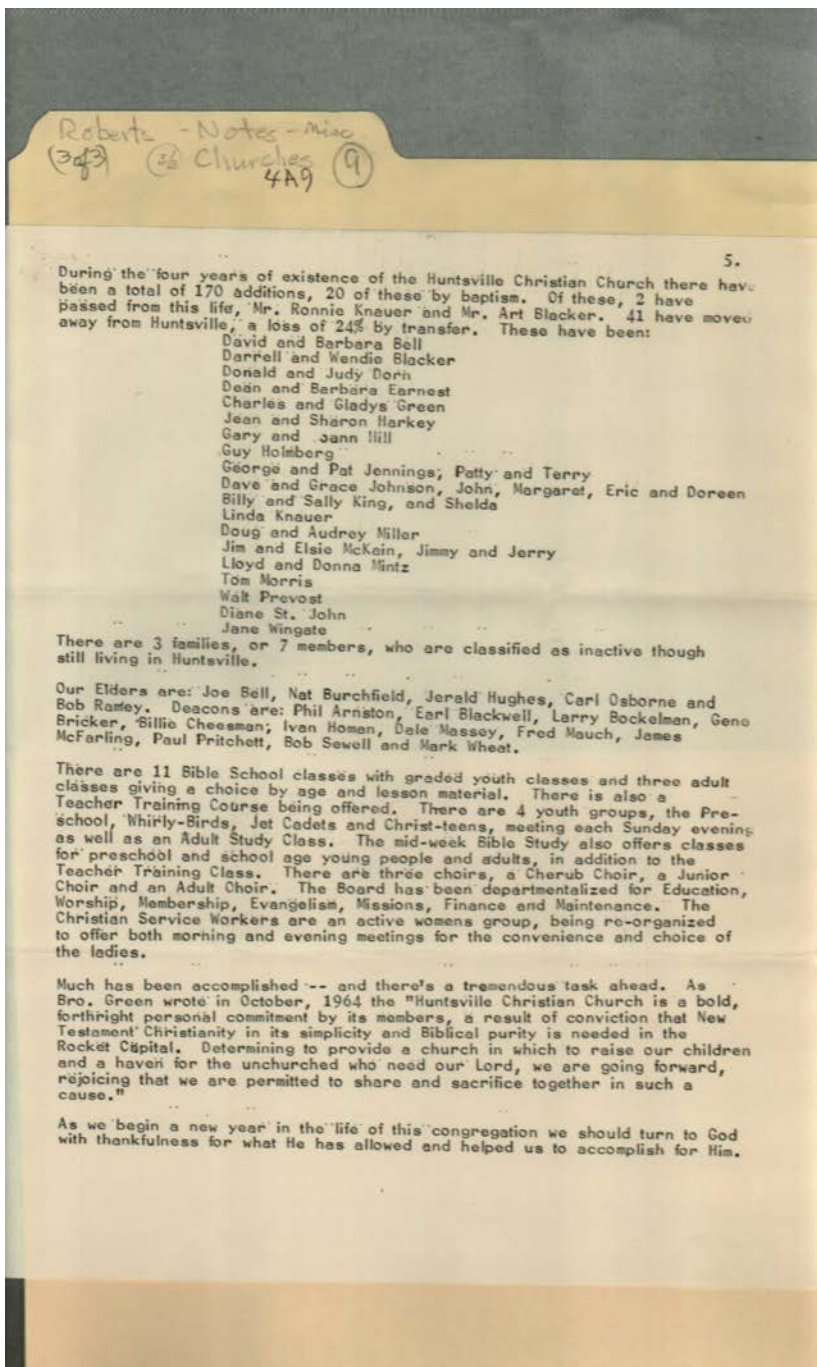 Roberts - Notes - Misc
(3 of 3) Churches 9
4A9
5.
During the four years of existence of the Huntsville Christian Church there have
been a total of 170 additions, 20 of these by baptism. Of these, 2 have
passed from this life, Mr. Ronnie Knauer and Mr. Art Blacker. 41 have moved
away from Huntsville, a loss of 24% by transfer. These have been:
David and Barbara Bell
Darrell and Wendie Blacker
Donald and Judy Dorn
Dean and Barbara Earnest
Charles and Gladys Green
Jean and Sharon Harkey
Gary and oann Hill
Guy Holmberg
George and Pat Jennings; Patty and Terry
Dave and Grace Johnson, John, Margaret, Eric and Doreen
Billy and Sally King, and Shelda
Linda Knauer
Doug and Audrey Miller
Jim and Elsie McKain, Jimmy and Jerry
Lloyd and Donna Mintz
Tom Morris
Walt Prevost
Diane St. John
Jane Wingate
There are 3 families, or 7 members, who are classified as inactive though
still living in Huntsville.
Our Elders are: Joe Bell, Nat Burchfield, Jerald Hughes, Carl Osborne and
Bob Ramey. Deacons are: Phil Arnston, Earl Blackwell, Larry Bockelman, Gene
Bricker, Billie Cheesman; Ivan Homan, Dale Massey, Fred Mauch, James
McFarling, Paul Pritchett, Bob Sewell and Mark Wheat.
There are 11 Bible School classes with graded youth classes and three adult
classes giving a choice by age and lesson material. There is also a
Teacher Training Course being offered. There are 4 youth groups, the Pre-
school, Whirly-Birds, Jet Cadets and Christ-teens, meeting each Sunday evening
as well as an Adult Study Class. The mid-week Bible Study also offers classes
for preschool and school age young people and adults, in addition to the
Teacher Training Class. There are three choirs, a Cherub Choir, a Junior
Choir and an Adult Choir. The Board has been departmentalized for Education,
Worship, Membership, Evangelism, Missions, Finance and Maintenance. The
Christian Service Workers are an active womens group, being re-organized
to offer both morning and evening meetings for the convenience and choice of
the ladies.
Much has been accomplished -- and there's a tremendous task ahead. As
Bro. Green wrote in October, 1964 the "Huntsville Christian Church is a bold,
forthright personal commitment by its members, a result of conviction that New
Testament Christianity in its simplicity and Biblical purity is needed in the
Rocket Capital. Determining to provide a church in which to raise our children
and a haven for the unchurched who need our Lord, we are going forward,
rejoicing that we are permitted to share and sacrifice together in such a
cause."
As we begin a new year in the life of this congregation we should turn to God
with thankfulness for what He has allowed and helped us to accomplish for Him.